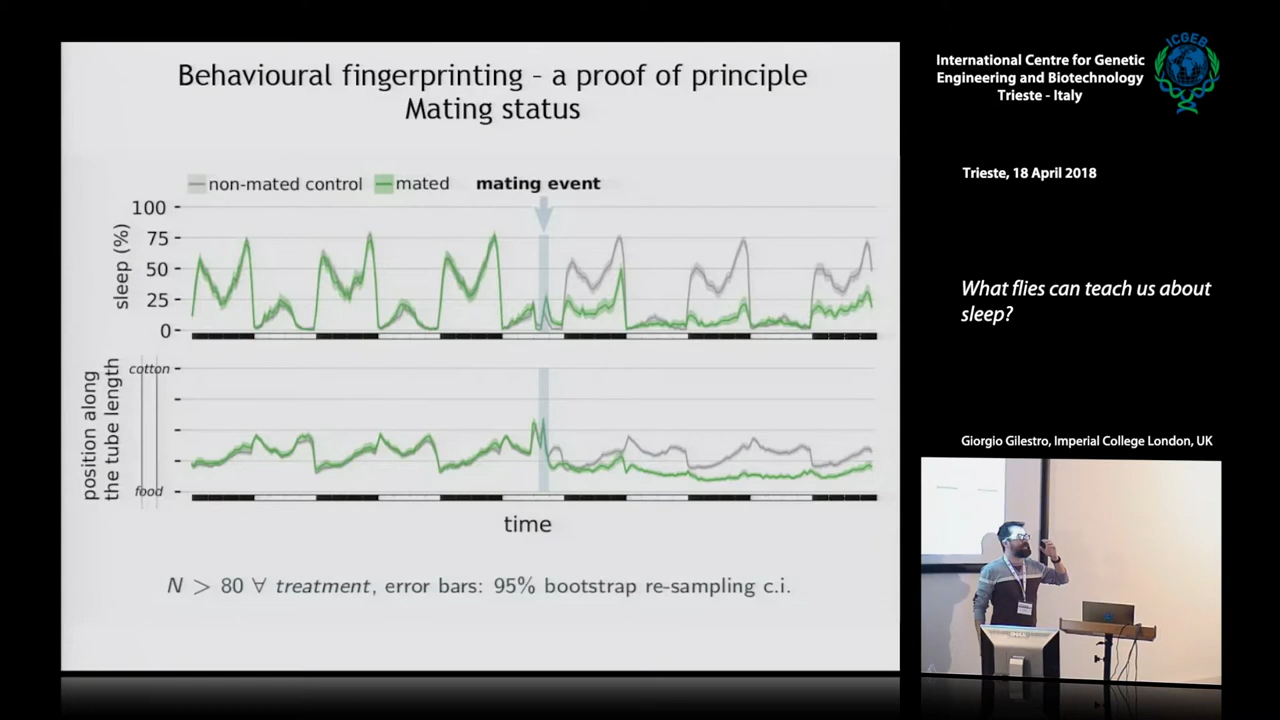 Behavioural fingerprinting - a proof of principle
Mating status
non-mated control
mated
mating event
100
75
50
25
0
sleep (%)
cotton
food
position along
the tube length
time
N > 80 ∀ treatment, error bars: 95% bootstrap re-sampling c.i.
International Centre for Genetic
Engineering and Biotechnology
Trieste - Italy
ICGEB
Trieste, 18 April 2018
What flies can teach us about
sleep?
Giorgio Gilestro, Imperial College London, UK